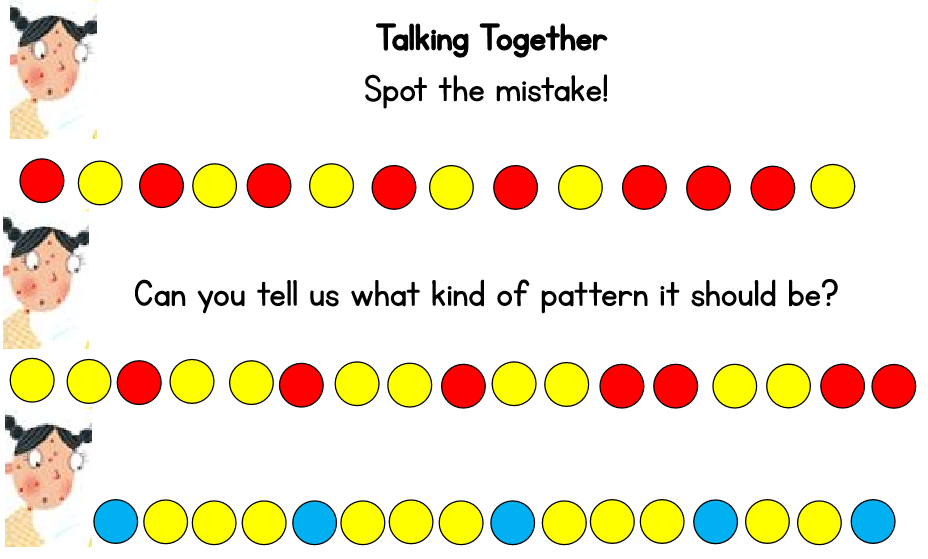 Talking Together
Spot the mistake!
Can you tell us what kind of pattern it should be?